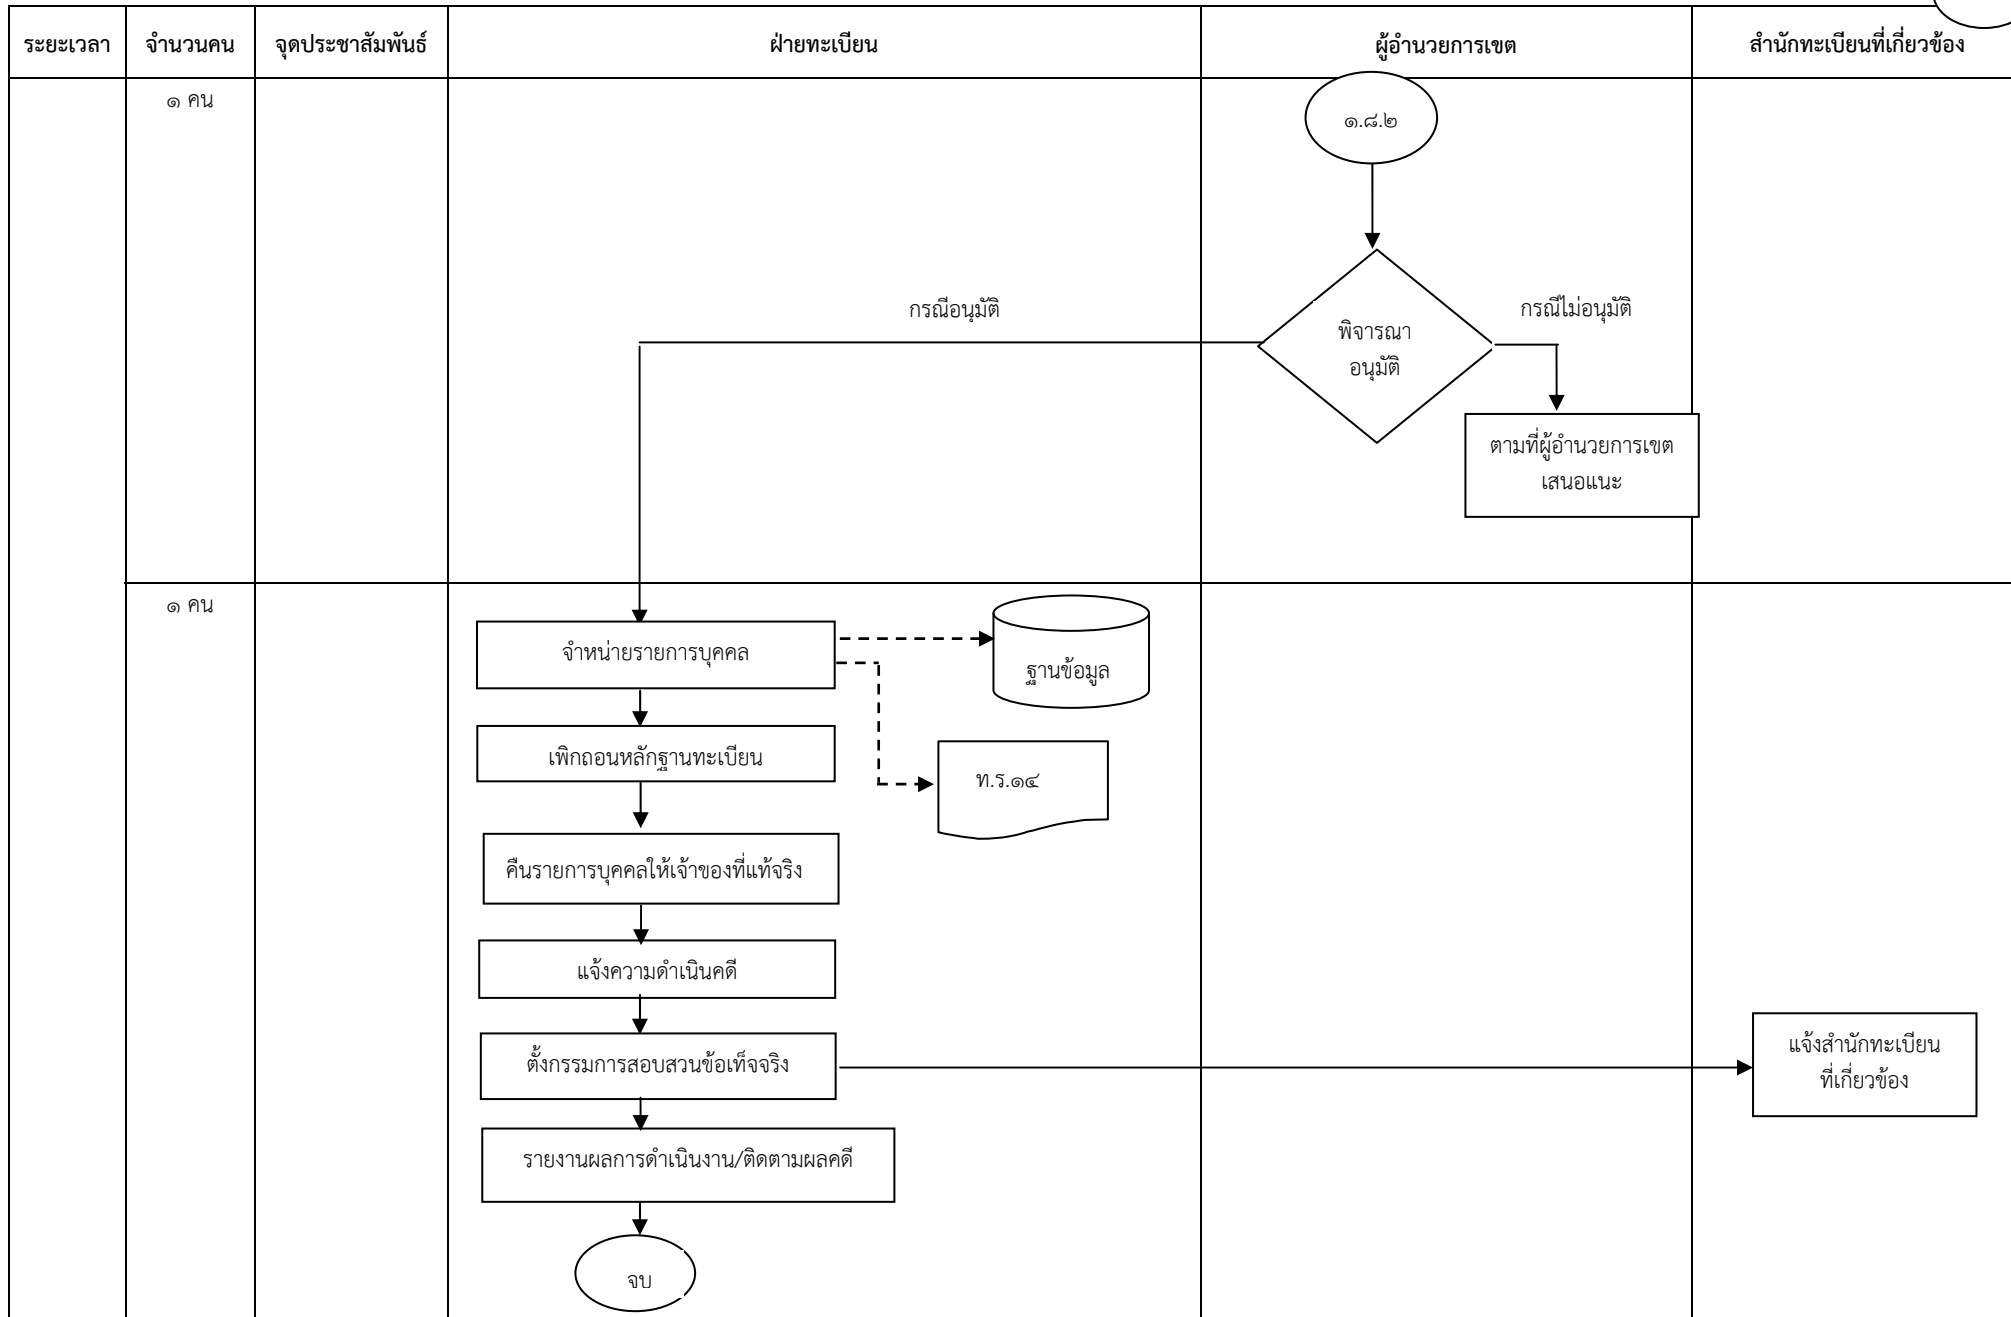 ระยะเวลา
จำนวนคน
จุดประชาสัมพันธ์
ฝ่ายทะเบียน
ผู้อำนวยการเขต
สำนักทะเบียนที่เกี่ยวข้อง
๑ คน
๑.๘.๒
กรณีอนุมัติ
พิจารณา
อนุมัติ
กรณีไม่อนุมัติ
ตามที่ผู้อำนวยการเขต
เสนอแนะ
๑ คน
จำหน่ายรายการบุคคล
ฐานข้อมูล
เพิกถอนหลักฐานทะเบียน
ท.ร.๑๔
คืนรายการบุคคลให้เจ้าของที่แท้จริง
แจ้งความดำเนินคดี
ตั้งกรรมการสอบสวนข้อเท็จจริง
แจ้งสำนักทะเบียน
ที่เกี่ยวข้อง
รายงานผลการดำเนินงาน/ติดตามผลคดี
จบ